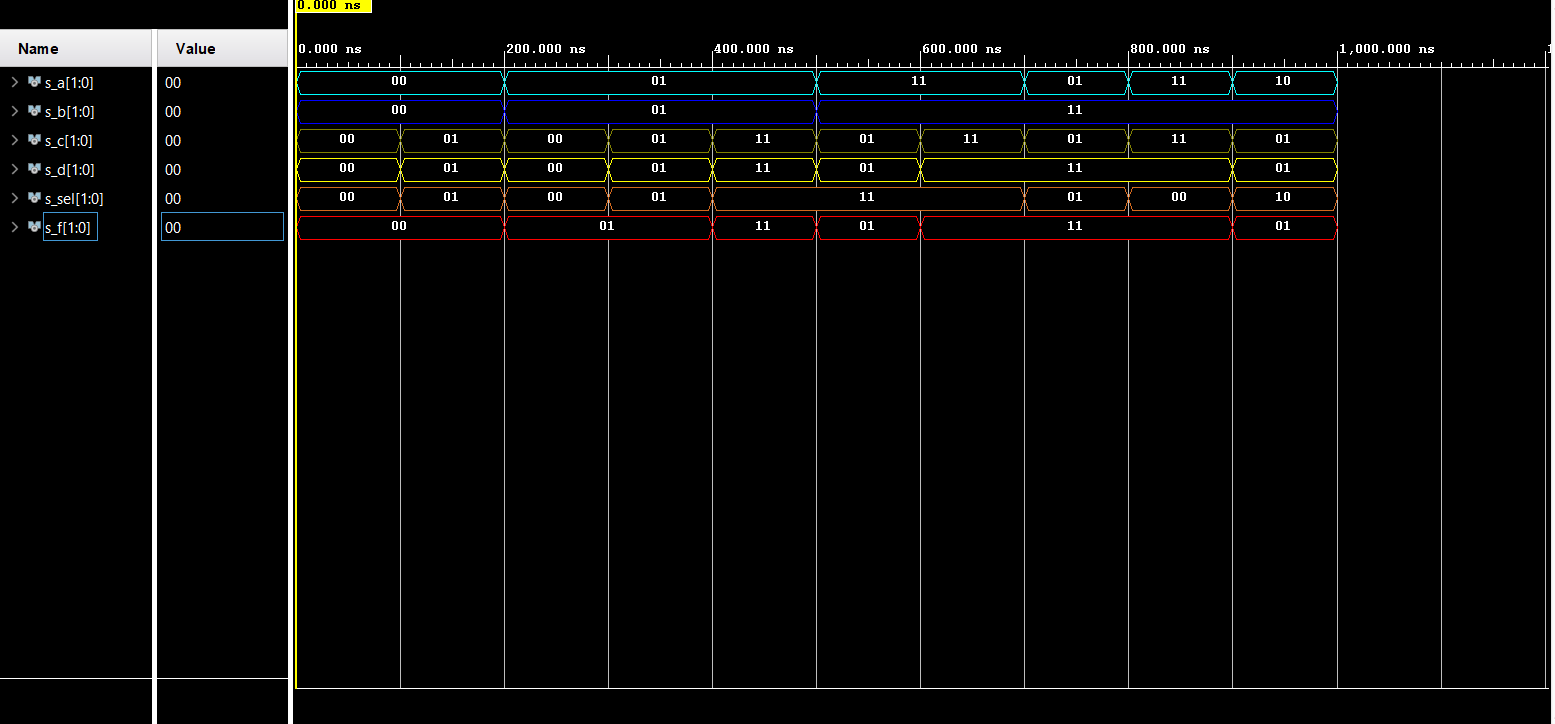 0.000 ns
Name Value 0.000 ns 200.000 ns 400.000 ns 600.000 ns 800.000 ns 1,000.000 ns
s_a[1:0] 00 00 01 11 01 11 10
s_b[1:0] 00 00 01 11
s_c[1:0] 00 00 01 00 01 11 01 11 01 11 01
s_d[1:0] 00 00 01 00 01 11 01 11 01
s_sel[1:0] 00 00 01 00 01 11 01 00 10
s_f[1:0] 00 00 01 11 01 11 01